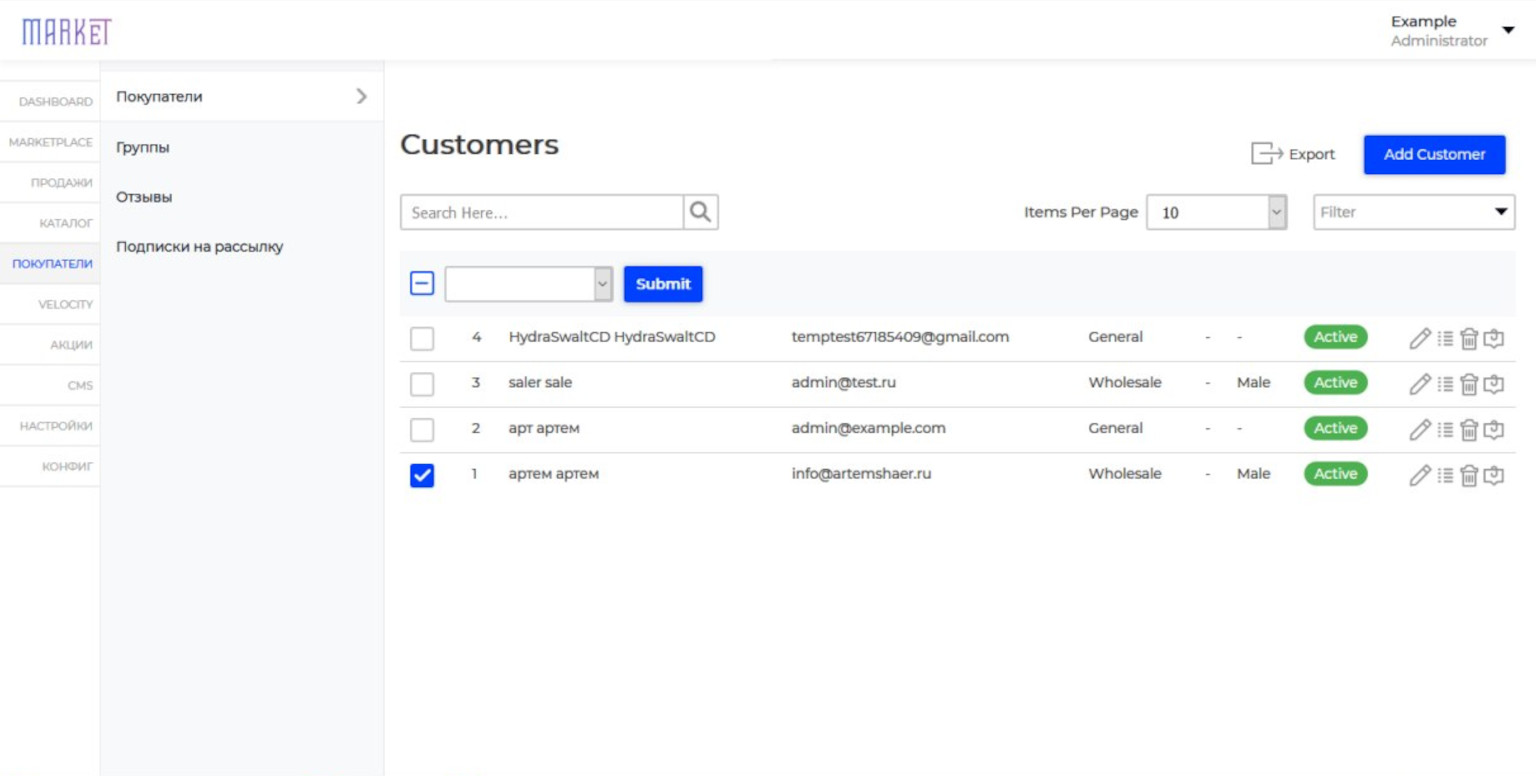 MARKET
Example
Administrator
DASHBOARD
MARKETPLACE
ПРОДАЖИ
КАТАЛОГ
ПОКУПАТЕЛИ
VELOCITY
АКЦИИ
CMS
НАСТРОЙКИ
КОНФИГ
Покупатели
Группы
Отзывы
Подписки на рассылку
Customers
Export
Add Customer
Search Here...
Items Per Page 10
Filter
Submit
4 HydraSwaltCD HydraSwaltCD temptest67185409@gmail.com General - - Active
3 saler sale admin@test.ru Wholesale - Male Active
2 арт артем admin@example.com General - - Active
1 артем артем info@artemshaer.ru Wholesale - Male Active